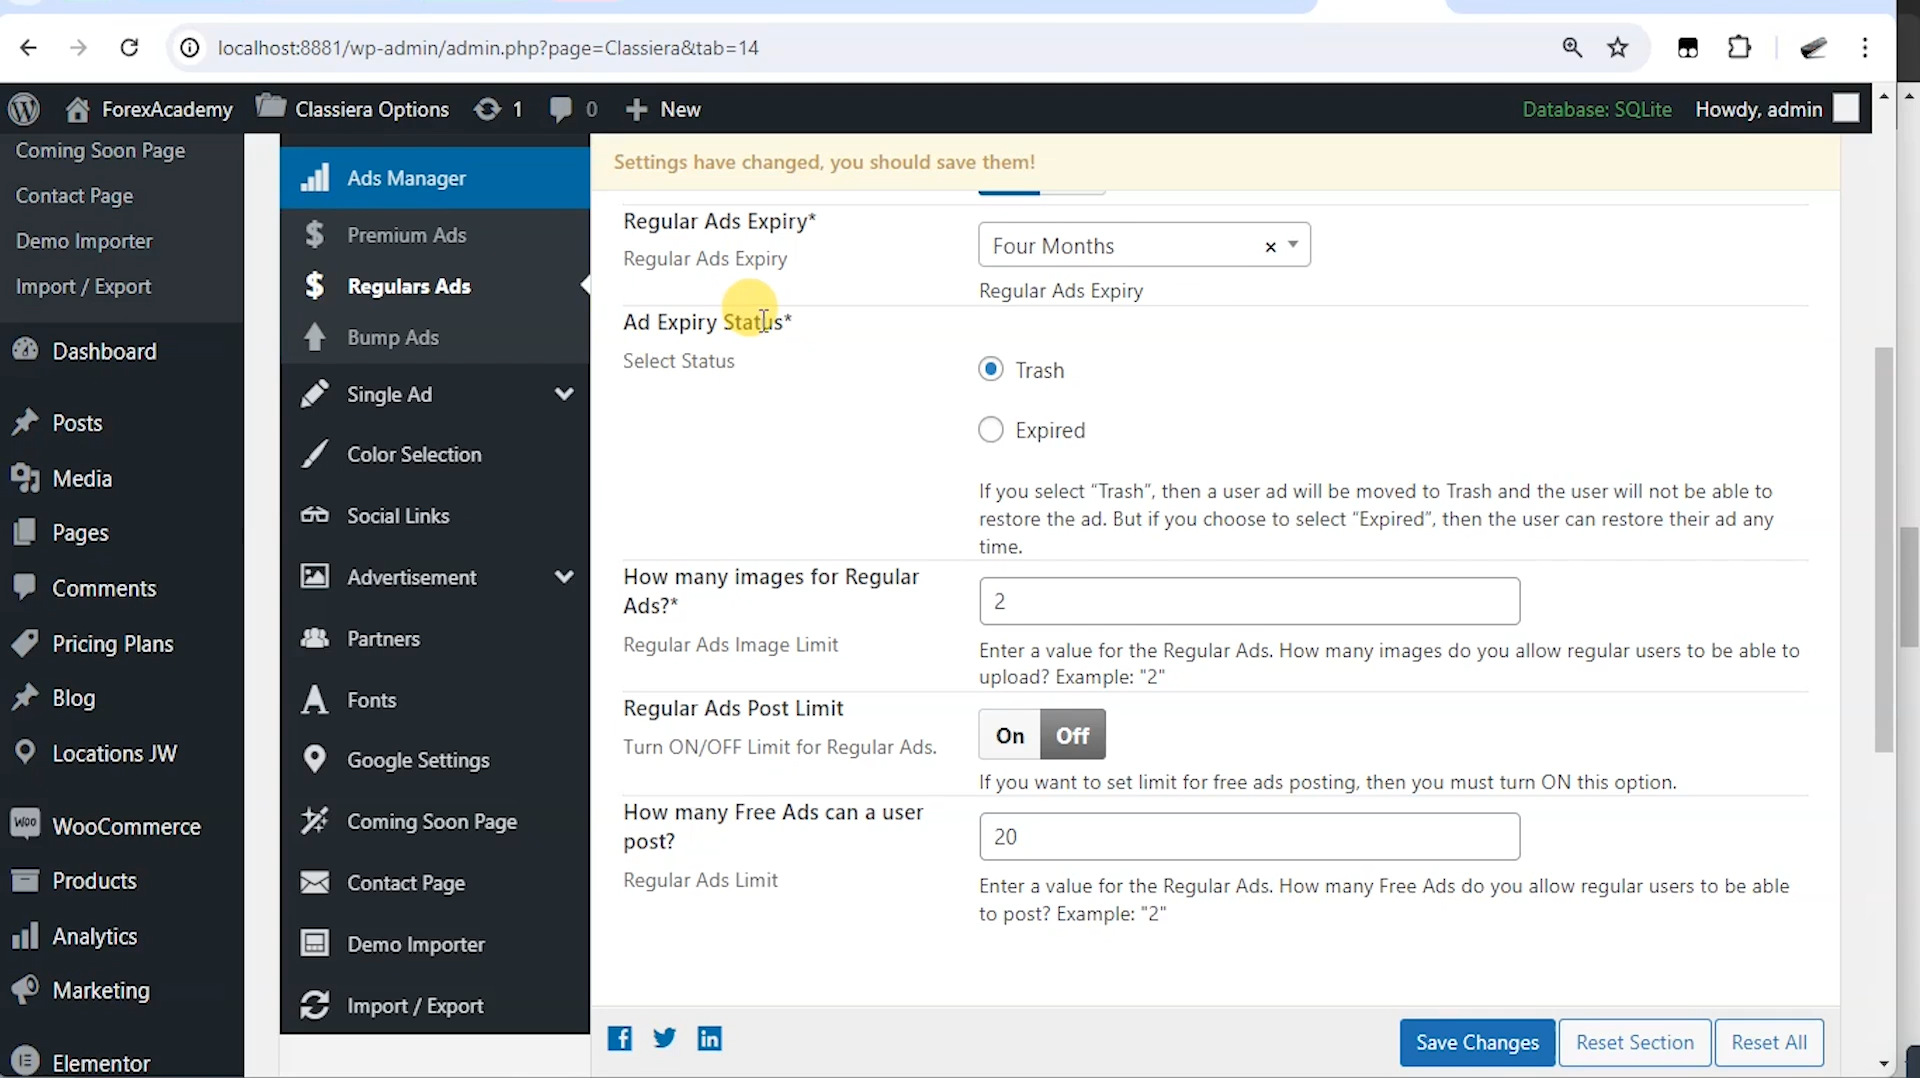 localhost:8881/wp-admin/admin.php?page=Classiera&tab=14
ForexAcademy
Classiera Options
1
0
New
Database: SQLite
Howdy, admin
Coming Soon Page
Contact Page
Demo Importer
Import / Export
Dashboard
Posts
Media
Pages
Comments
Pricing Plans
Blog
Locations JW
WooCommerce
Products
Analytics
Marketing
Elementor
Ads Manager
Premium Ads
Regulars Ads
Bump Ads
Single Ad
Color Selection
Social Links
Advertisement
Partners
Fonts
Google Settings
Coming Soon Page
Contact Page
Demo Importer
Import / Export
Settings have changed, you should save them!
Regular Ads Expiry*
Regular Ads Expiry
Four Months
Regular Ads Expiry
Ad Expiry Status*
Select Status
Trash
Expired
If you select “Trash”, then a user ad will be moved to Trash and the user will not be able to
restore the ad. But if you choose to select “Expired”, then the user can restore their ad any
time.
How many images for Regular
Ads?*
Regular Ads Image Limit
2
Enter a value for the Regular Ads. How many images do you allow regular users to be able to
upload? Example: "2"
Regular Ads Post Limit
Turn ON/OFF Limit for Regular Ads.
On
Off
If you want to set limit for free ads posting, then you must turn ON this option.
How many Free Ads can a user
post?
Regular Ads Limit
20
Enter a value for the Regular Ads. How many Free Ads do you allow regular users to be able
to post? Example: "2"
Save Changes
Reset Section
Reset All